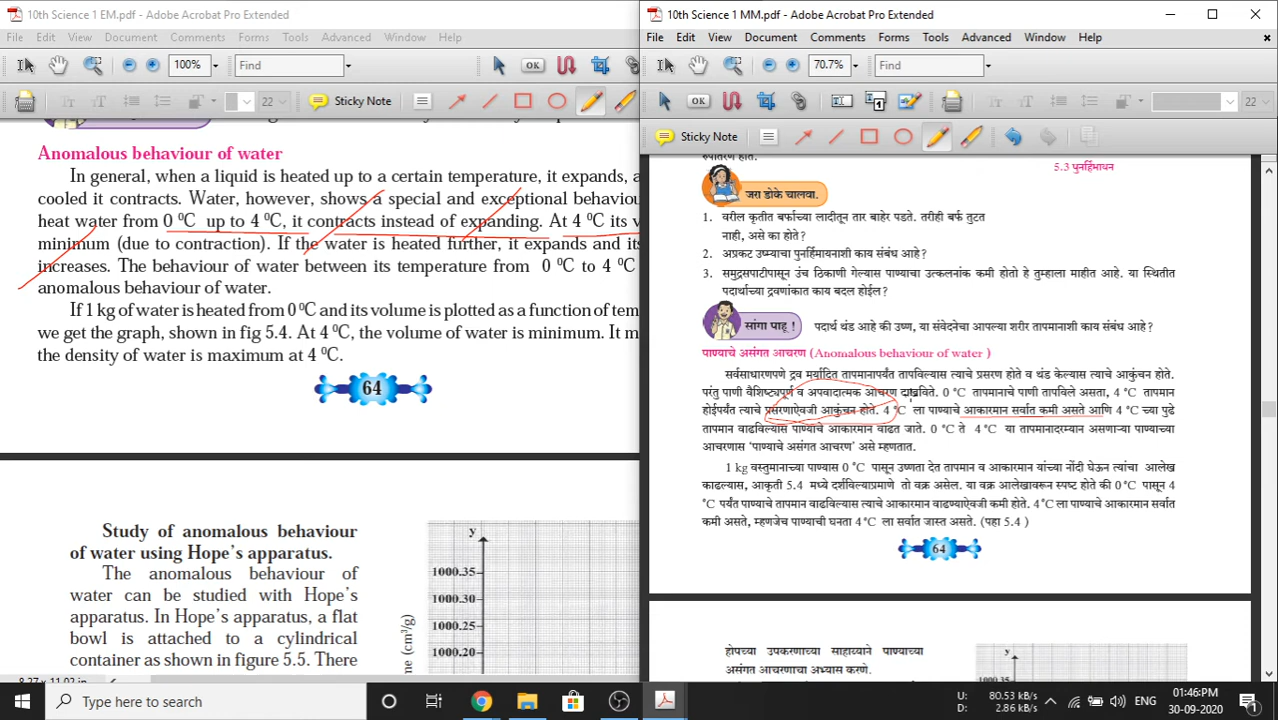 10th Science 1 EM.pdf - Adobe Acrobat Pro Extended
File Edit View Document Comments Forms Tools Advanced Window Help
OK
100%
Find
22
Sticky Note
Anomalous behaviour of water
In general, when a liquid is heated up to a certain temperature, it expands, a
cooled it contracts. Water, however, shows a special and exceptional behaviou
heat water from 0 ⁰C up to 4 ⁰C, it contracts instead of expanding. At 4 ⁰C its v
minimum (due to contraction). If the water is heated further, it expands and its
increases. The behaviour of water between its temperature from 0 ⁰C to 4 ⁰C
anomalous behaviour of water.
If 1 kg of water is heated from 0 ⁰C and its volume is plotted as a function of tem
we get the graph, shown in fig 5.4. At 4 ⁰C, the volume of water is minimum. It m
the density of water is maximum at 4 ⁰C.
64
Study of anomalous behaviour
of water using Hope's apparatus.
The anomalous behaviour of
water can be studied with Hope's
apparatus. In Hope's apparatus, a flat
bowl is attached to a cylindrical
container as shown in figure 5.5. There
y
1000.35
1000.30
1000.25
1000.20
me (cm³/g)
8.27 x 11.02 in
10th Science 1 MM.pdf - Adobe Acrobat Pro Extended
File Edit View Document Comments Forms Tools Advanced Window Help
70.7%
Find
OK
22
Sticky Note
रुपांतरण होते.
5.3 पुनर्हिमायन
जरा डोके चालवा.
1. वरील कृतीत बर्फाच्या लादीतून तार बाहेर पडते. तरीही बर्फ तुटत
नाही, असे का होते?
2. अप्रकट उष्म्याचा पुनर्हिमायनाशी काय संबंध आहे?
3. समुद्रसपाटीपासून उंच ठिकाणी गेल्यास पाण्याचा उत्कलनांक कमी होतो हे तुम्हाला माहीत आहे. या स्थितीत
पदार्थाच्या द्रवणांकात काय बदल होईल?
सांगा पाहू !
पदार्थ थंड आहे की उष्ण, या संवेदनेचा आपल्या शरीर तापमानाशी काय संबंध आहे?
पाण्याचे असंगत आचरण (Anomalous behaviour of water )
सर्वसाधारणपणे द्रव मर्यादित तापमानापर्यंत तापविल्यास त्याचे प्रसरण होते व थंड केल्यास त्याचे आकुंचन होते.
परंतु पाणी वैशिष्ट्यपूर्ण व अपवादात्मक आचरण दाखविते. 0 °C तापमानाचे पाणी तापविले असता, 4 °C तापमान
होईपर्यंत त्याचे प्रसरणाऐवजी आकुंचन होते. 4 °C ला पाण्याचे आकारमान सर्वात कमी असते आणि 4 °C च्या पुढे
तापमान वाढविल्यास पाण्याचे आकारमान वाढत जाते. 0 °C ते 4 °C या तापमानादरम्यान असणाऱ्या पाण्याच्या
आचरणास 'पाण्याचे असंगत आचरण' असे म्हणतात.
1 kg वस्तुमानाच्या पाण्यास 0 °C पासून उष्णता देत तापमान व आकारमान यांच्या नोंदी घेऊन त्यांचा आलेख
काढल्यास, आकृती 5.4 मध्ये दर्शविल्याप्रमाणे तो वक्र असेल. या वक्र आलेखावरून स्पष्ट होते की 0 °C पासून 4
°C पर्यंत पाण्याचे तापमान वाढविल्यास त्याचे आकारमान वाढण्याऐवजी कमी होते. 4 °C ला पाण्याचे आकारमान सर्वात
कमी असते, म्हणजेच पाण्याची घनता 4 °C ला सर्वात जास्त असते. (पहा 5.4)
64
होपच्या उपकरणाच्या साहाय्याने पाण्याच्या
असंगत आचरणाचा अभ्यास करणे.
y
1000.35
Type here to search
U: 80.53 kB/s
D: 2.86 kB/s
ENG
01:46 PM
30-09-2020
1